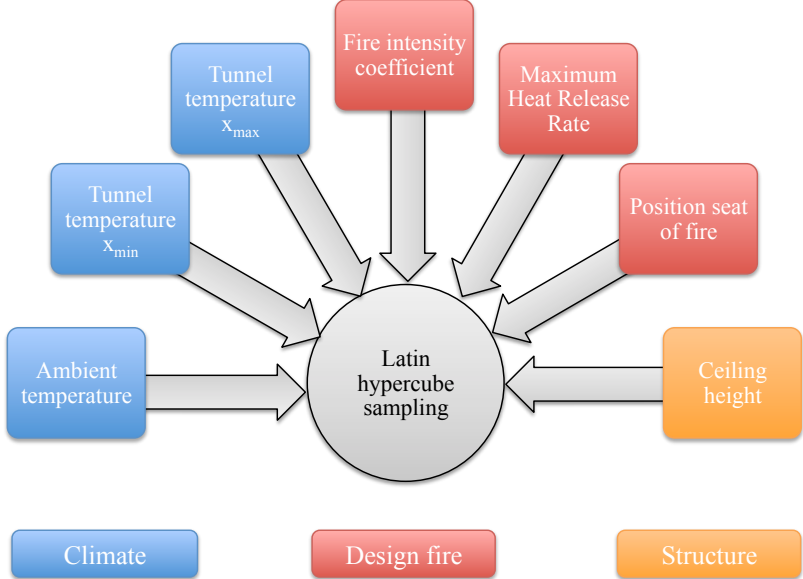 Fire intensity
coefficient
Tunnel
temperature
xmax
Maximum
Heat Release
Rate
Tunnel
temperature
xmin
Position seat
of fire
Ambient
temperature
Latin
hypercube
sampling
Ceiling
height
Climate
Design fire
Structure